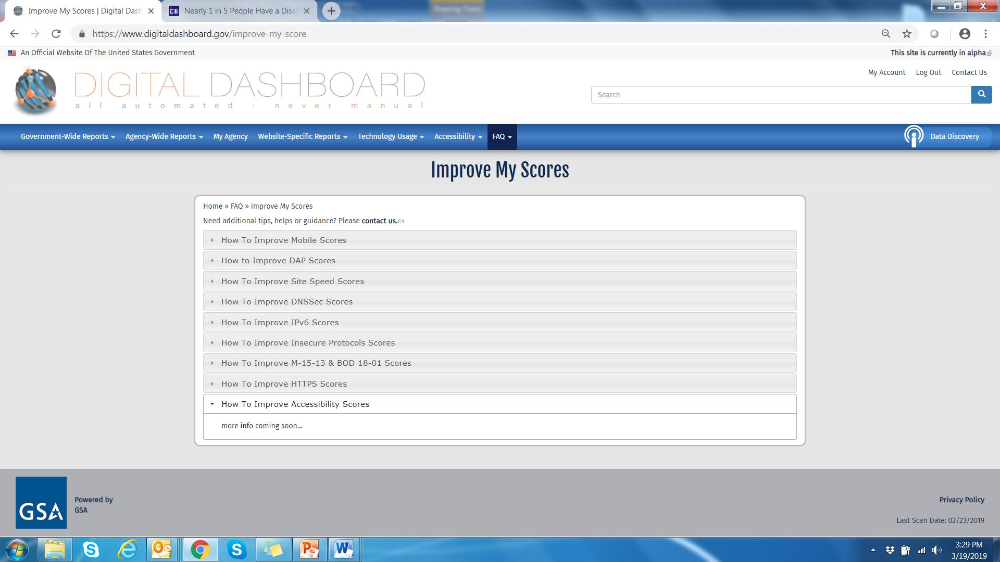 Improve My Scores | Digital Dash
CB Nearly 1 in 5 People Have a Disa
https://www.digitaldashboard.gov/improve-my-score
An Official Website Of The United States Government
This site is currently in alpha
My Account Log Out Contact Us
DIGITAL DASHBOARD
all automated : never manual
Search
Government-Wide Reports Agency-Wide Reports My Agency Website-Specific Reports Technology Usage Accessibility FAQ Data Discovery
Improve My Scores
Home » FAQ » Improve My Scores
Need additional tips, helps or guidance? Please contact us.
How To Improve Mobile Scores
How to Improve DAP Scores
How To Improve Site Speed Scores
How To Improve DNSSec Scores
How To Improve IPv6 Scores
How To Improve Insecure Protocols Scores
How To Improve M-15-13 & BOD 18-01 Scores
How To Improve HTTPS Scores
How To Improve Accessibility Scores
more info coming soon...
GSA
Powered by
GSA
Privacy Policy
Last Scan Date: 02/23/2019
3:29 PM
3/19/2019